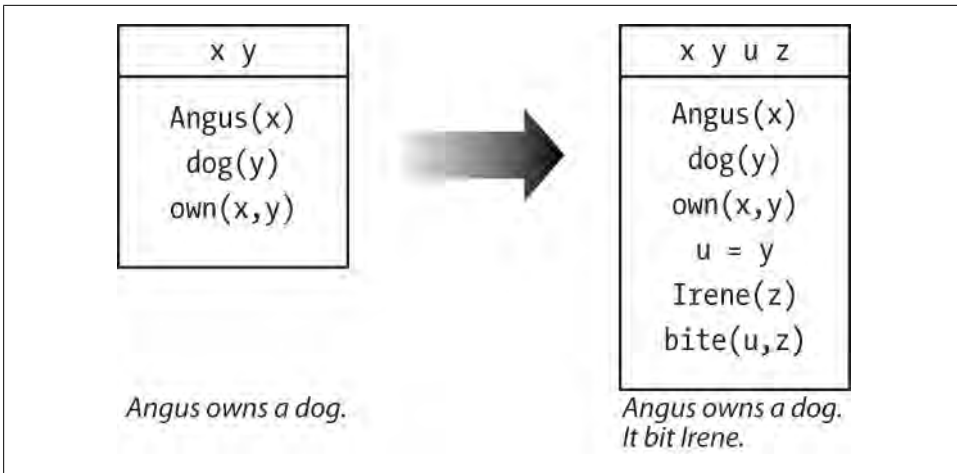 x y
Angus(x)
dog(y)
own(x,y)
Angus owns a dog.
x y u z
Angus(x)
dog(y)
own(x,y)
u = y
Irene(z)
bite(u,z)
Angus owns a dog.
It bit Irene.